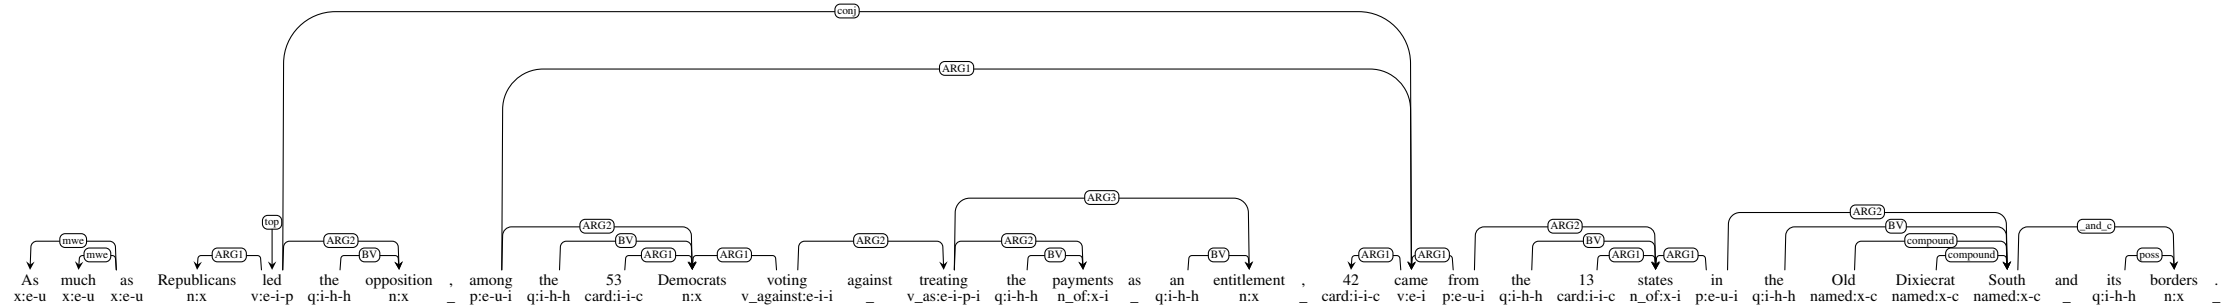 conj
ARG1
ARG3
top ARG2 ARG2
mwe ARG2 BV ARG2 ARG2 BV BV _and_c
compound
mwe ARG1 BV ARG1 ARG1 BV BV ARG1 ARG1 ARG1 ARG1 compound poss
As much as Republicans led the opposition , among the 53 Democrats voting against treating the payments as an entitlement , 42 came from the 13 states in the Old Dixiecrat South and its borders .
x:e-u x:e-u x:e-u n:x v:e-i-p q:i-h-h n:x _ p:e-u-i q:i-h-h card:i-i-c n:x v_against:e-i-i _ v_as:e-i-p-i q:i-h-h n_of:x-i _ q:i-h-h n:x _ card:i-i-c v:e-i p:e-u-i q:i-h-h card:i-i-c n_of:x-i p:e-u-i q:i-h-h named:x-c named:x-c named:x-c _ q:i-h-h n:x _